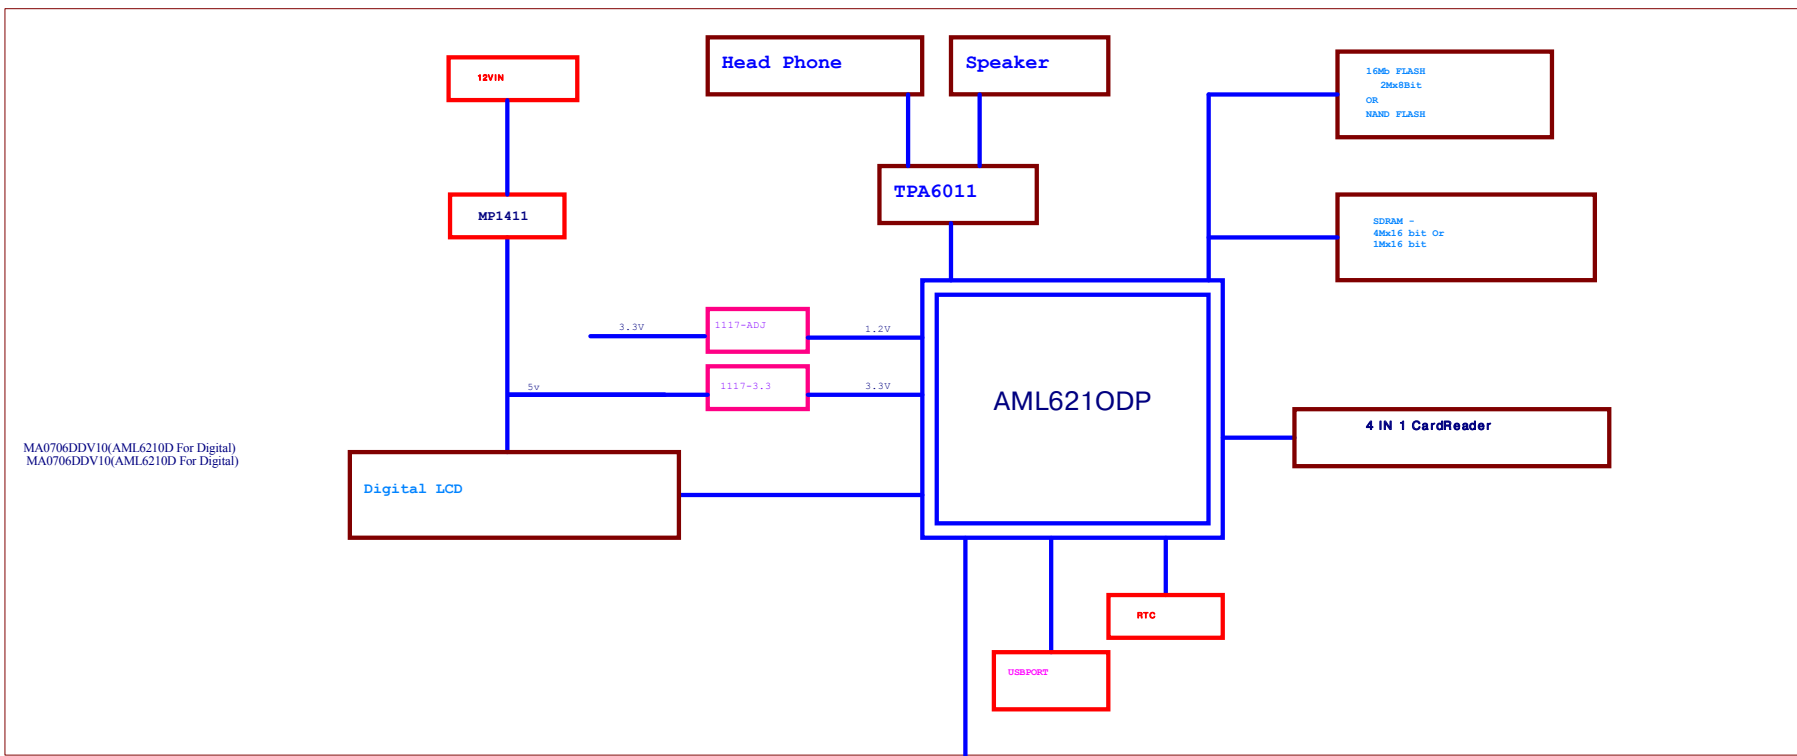 12VIN
Head Phone
Speaker
16Mb FLASH
2Mx8Bit
OR
NAND FLASH
MP1411
TPA6011
SDRAM -
4Mx16 bit Or
1Mx16 bit
3.3V
1117-ADJ
1.2V
5v
1117-3.3
3.3V
AML621ODP
4 IN 1 CardReader
MA0706DDV10(AML6210D For Digital)
MA0706DDV10(AML6210D For Digital)
Digital LCD
RTC
USBPORT